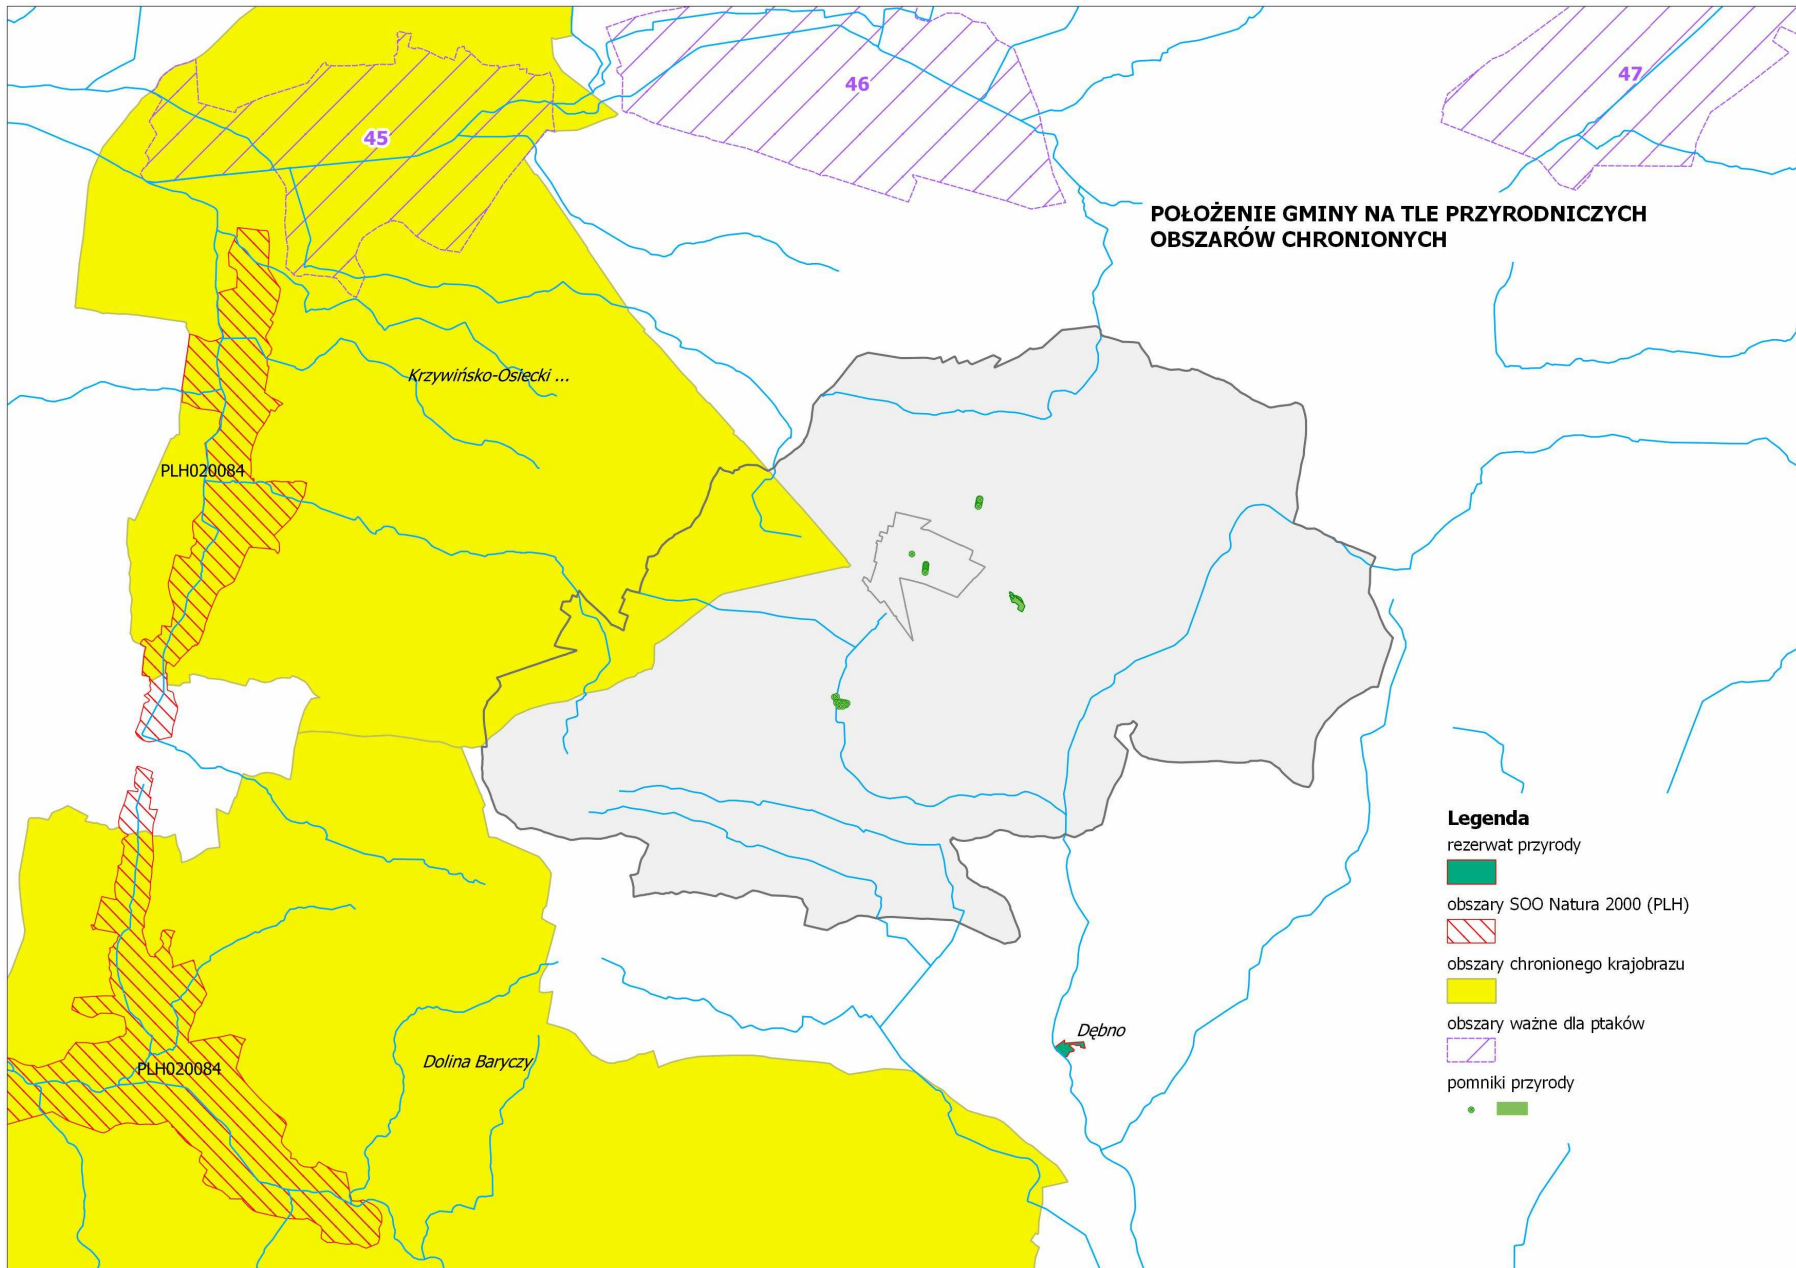 47
46
45
POŁOŻENIE GMINY NA TLE PRZYRODNICZYCH
OBSZARÓW CHRONIONYCH
Krzywińsko-Osiecki ...
PLH020084
Legenda
rezerwat przyrody
obszary SOO Natura 2000 (PLH)
obszary chronionego krajobrazu
obszary ważne dla ptaków
pomniki przyrody
Dębno
Dolina Baryczy
PLH020084